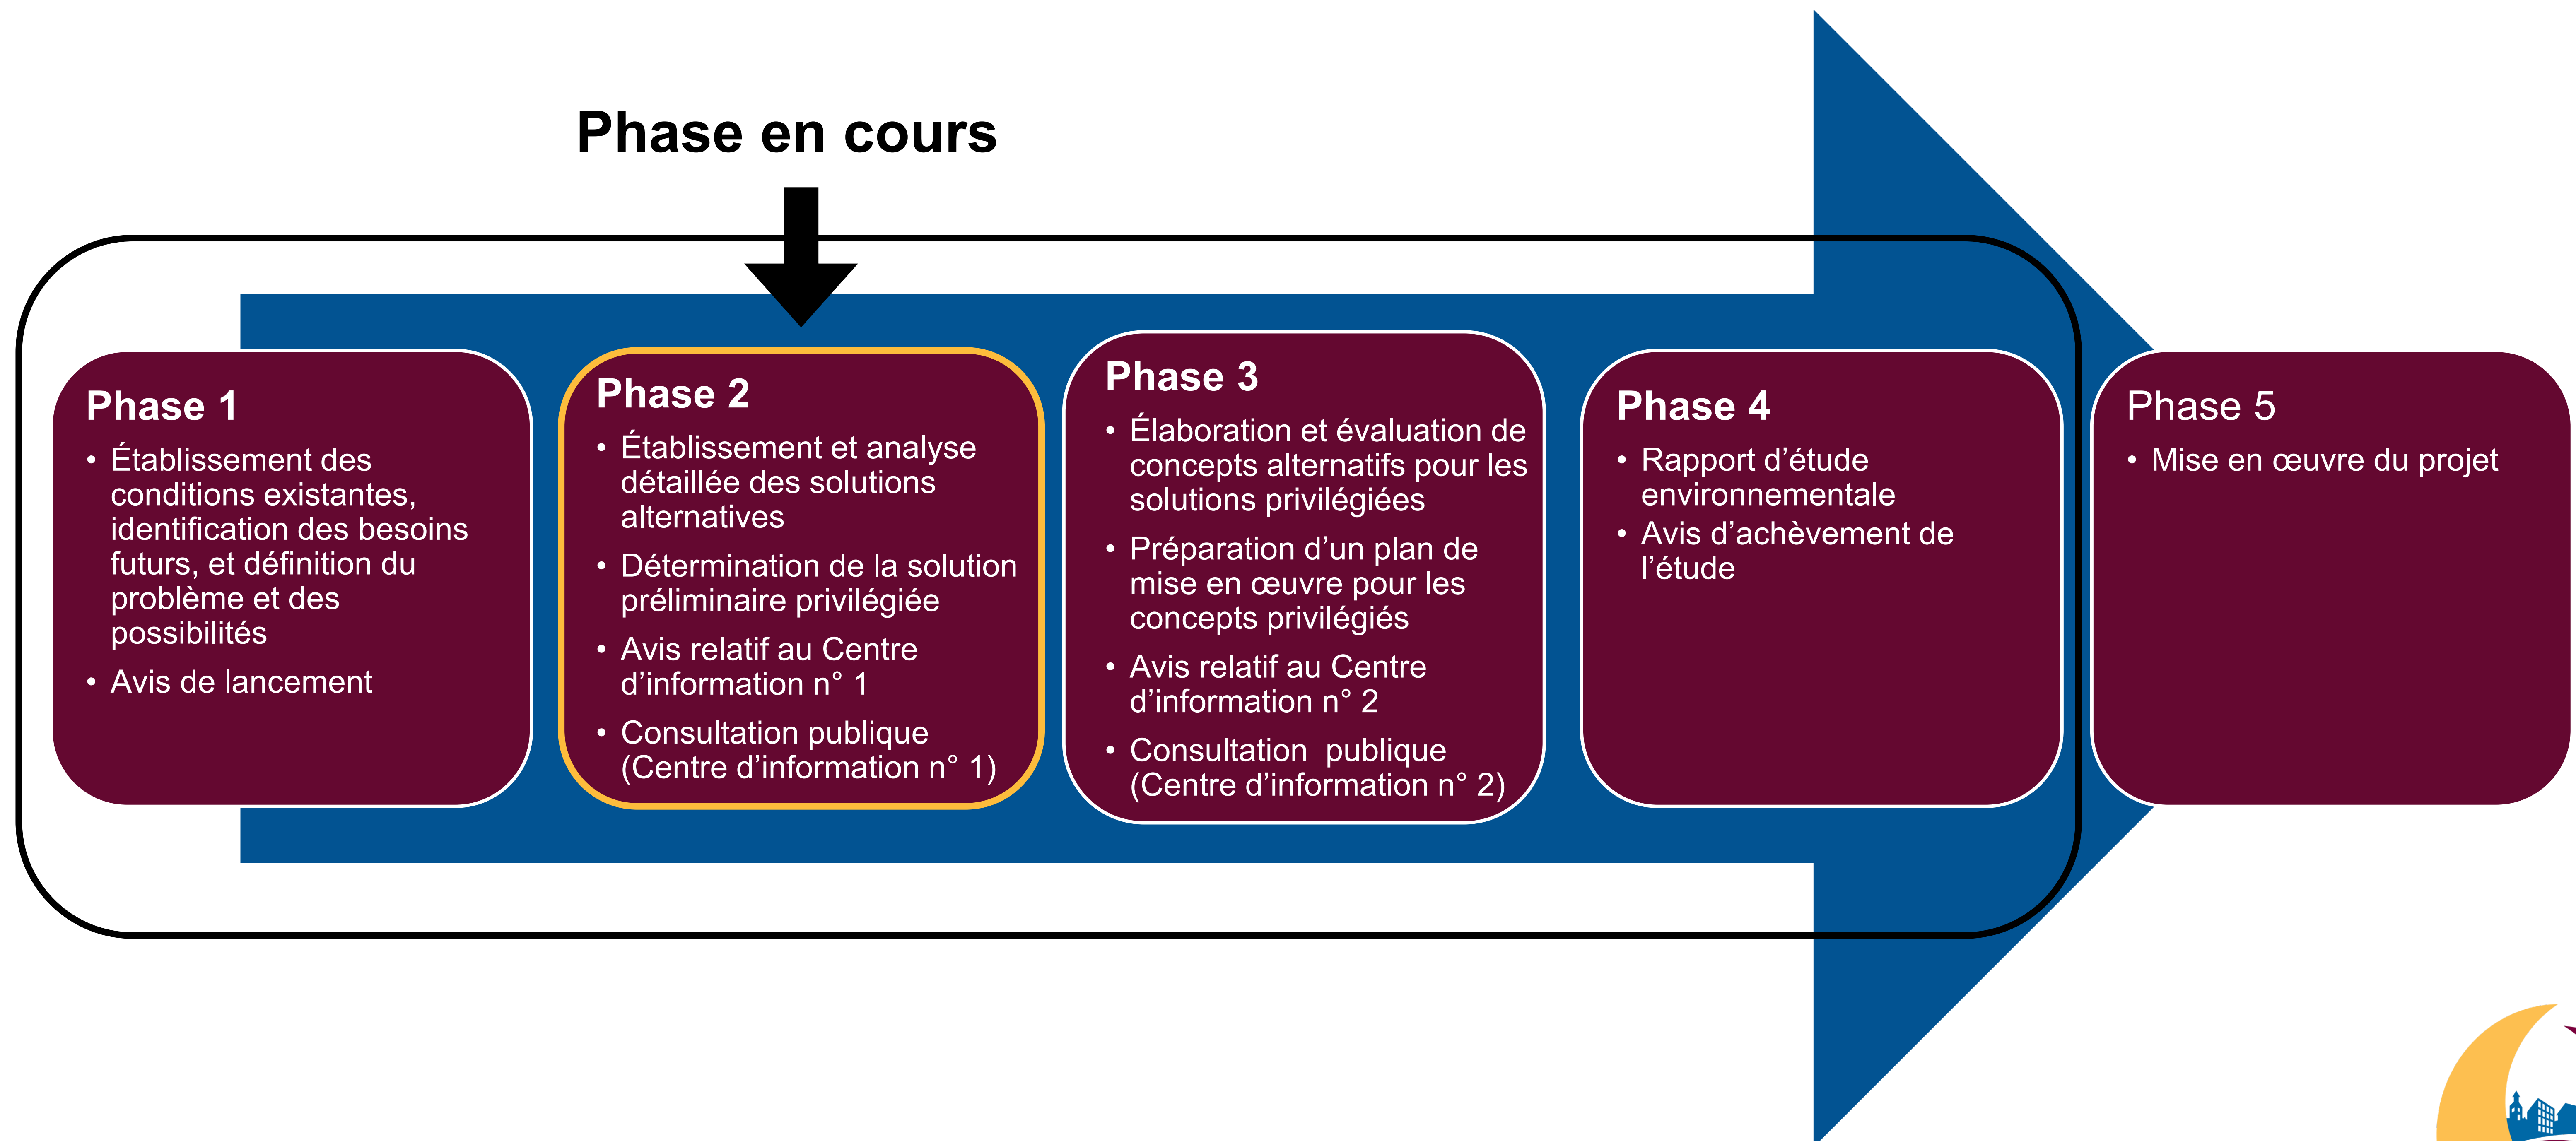 Phase en cours
Phase 1
• Établissement des
conditions existantes,
identification des besoins
futurs, et définition du
problème et des
possibilités
• Avis de lancement
Phase 2
• Établissement et analyse
détaillée des solutions
alternatives
• Détermination de la solution
préliminaire privilégiée
• Avis relatif au Centre
d’information n° 1
• Consultation publique
(Centre d’information n° 1)
Phase 3
• Élaboration et évaluation de
concepts alternatifs pour les
solutions privilégiées
• Préparation d’un plan de
mise en œuvre pour les
concepts privilégiés
• Avis relatif au Centre
d’information n° 2
• Consultation  publique
(Centre d’information n° 2)
Phase 4
• Rapport d’étude
environnementale
• Avis d’achèvement de
l’étude
Phase 5
• Mise en œuvre du projet